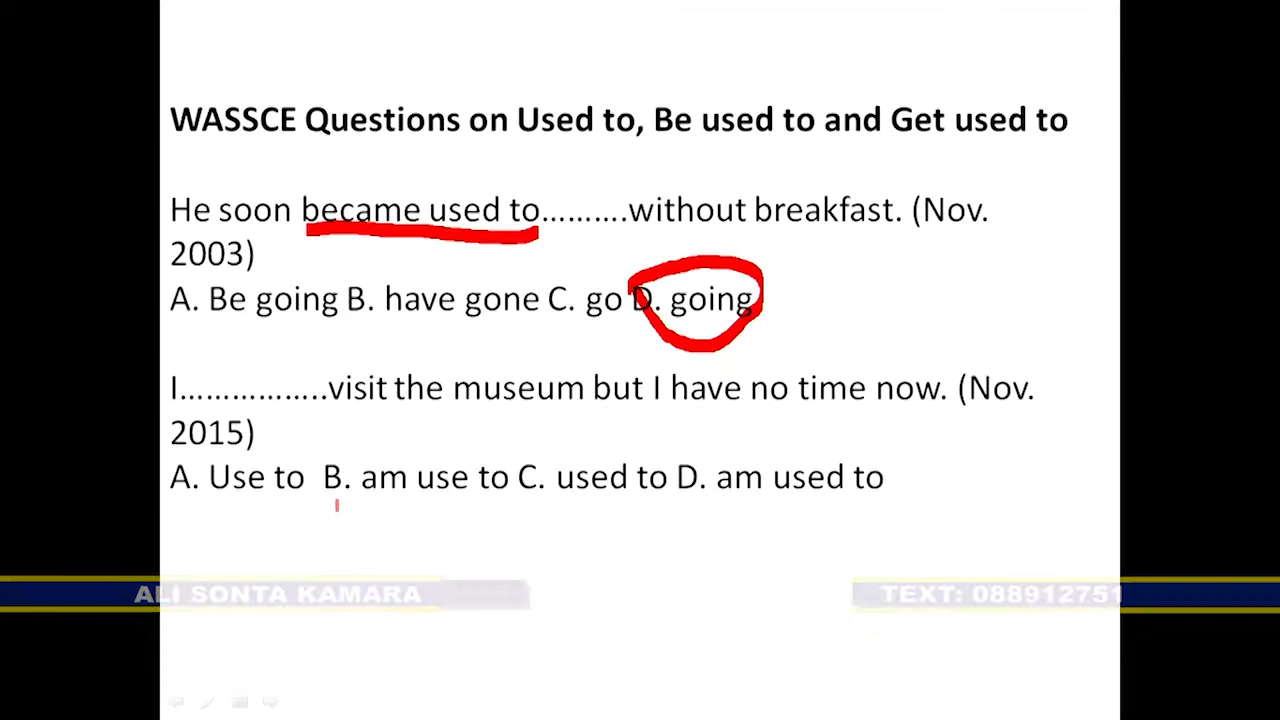 WASSCE Questions on Used to, Be used to and Get used to
He soon became used to……….without breakfast. (Nov.
2003)
A. Be going B. have gone C. go D. going
I……………..visit the museum but I have no time now. (Nov.
2015)
A. Use to B. am use to C. used to D. am used to
ALI SONTA KAMARA
TEXT: 088912751